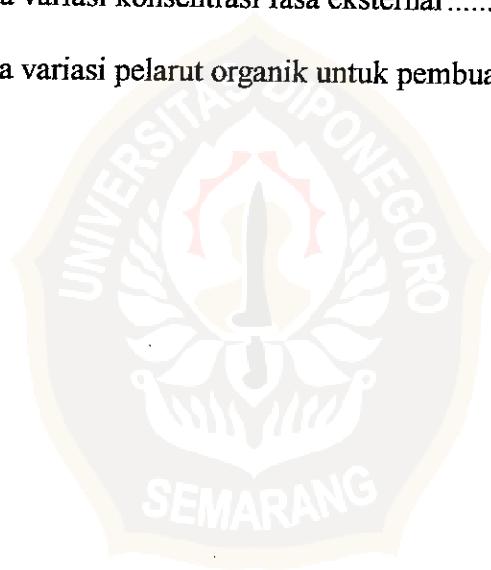 a variasi konsentrasi fasa eksternal ......
a variasi pelarut organik untuk pembua
UNIVERSITAS DIPONEGORO
SEMARANG